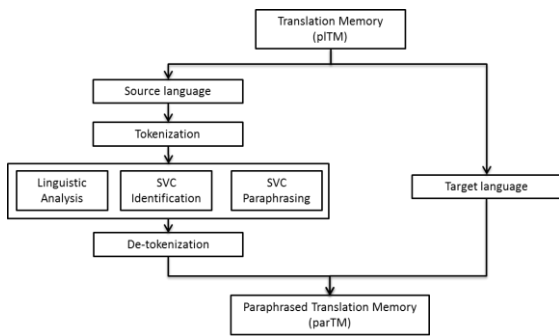 Translation Memory
(plTM)
Source language
Tokenization
Linguistic
Analysis
SVC
Identification
SVC
Paraphrasing
Target language
De-tokenization
Paraphrased Translation Memory
(parTM)